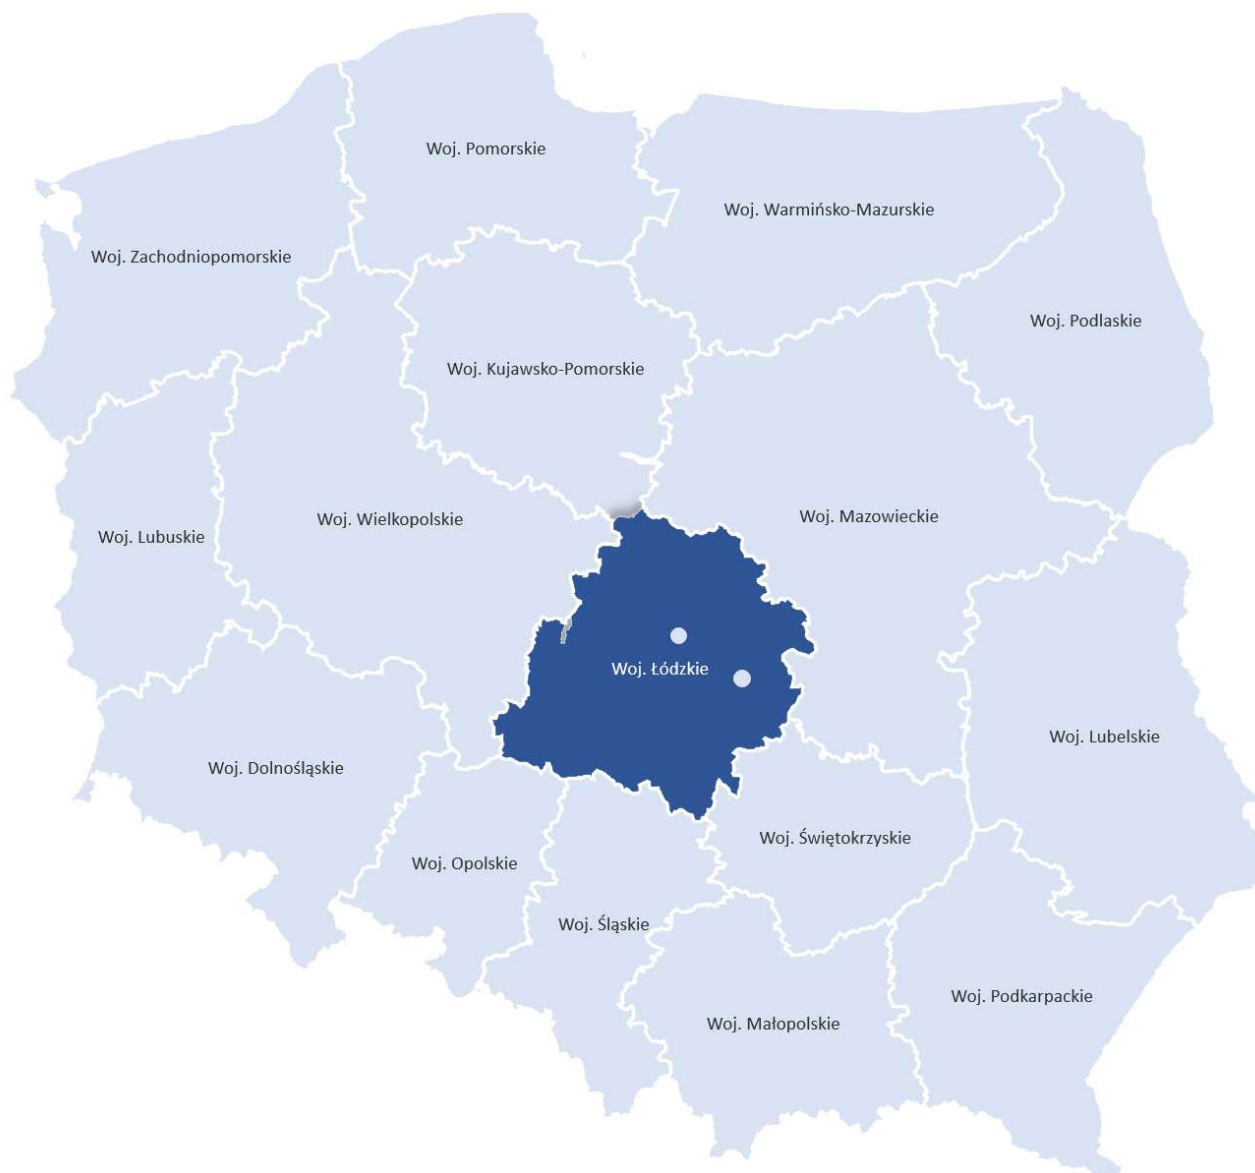 Woj. Pomorskie
Woj. Warmińsko-Mazurskie
Woj. Zachodniopomorskie
Woj. Podlaskie
Woj. Kujawsko-Pomorskie
Woj. Wielkopolskie
Woj. Mazowieckie
Woj. Lubuskie
Woj. Łódzkie
Woj. Lubelskie
Woj. Dolnośląskie
Woj. Świętokrzyskie
Woj. Opolskie
Woj. Śląskie
Woj. Podkarpackie
Woj. Małopolskie